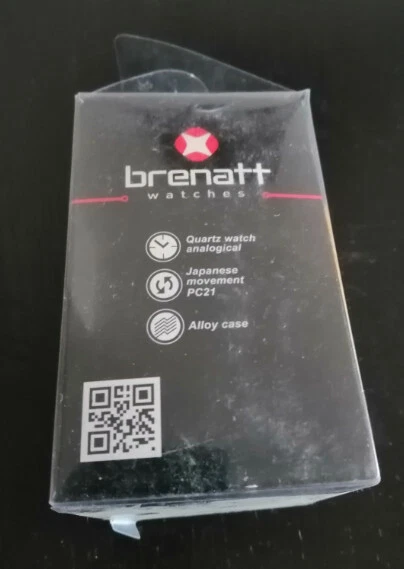 brenatt
watches
Quartz watch
analogical
Japanese
movement
PC21
Alloy case